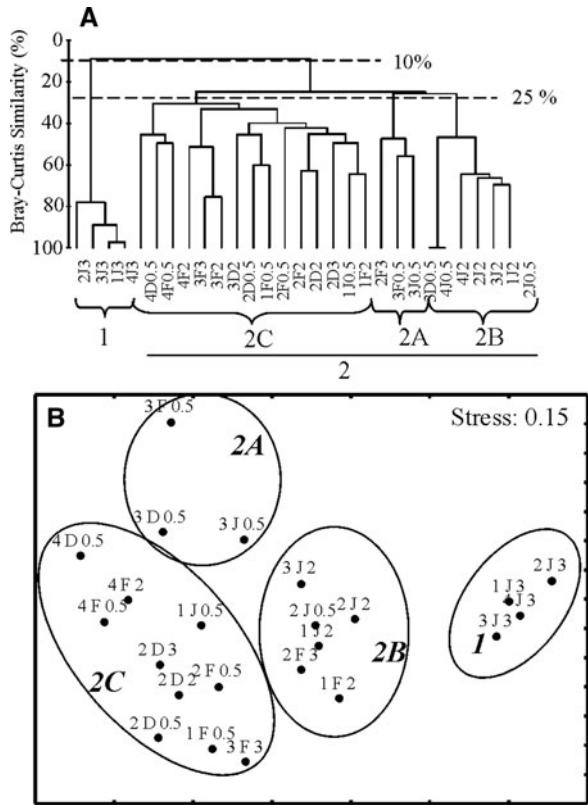 A
Bray-Curtis Similarity (%)
0
20
40
60
80
100
10%
25 %
2J3
3J3
1J3
4J3
4D0.5
4F0.5
4F2
3F3
3F2
3D2
2D0.5
1F0.5
2F0.5
2F2
2D2
2D3
1J0.5
1F2
2F3
3F0.5
3J0.5
3D0.5
4J0.5
4J2
2J2
3J2
1J2
2J0.5
1 2C 2A 2B
2
B
Stress: 0.15
3 F 0.5
2A
3 D 0.5
3 J 0.5
4 D 0.5
4 F 2
4 F 0.5
1 J 0.5
2 D 3
2C
2 D 2
2 F 0.5
2 D 0.5
1 F 0.5
3 F 3
3 J 2
2 J 0.5
2 J 2
1 J 2
2 F 3
2B
1 F 2
2 J 3
1 J 3
4 J 3
3 J 3
1